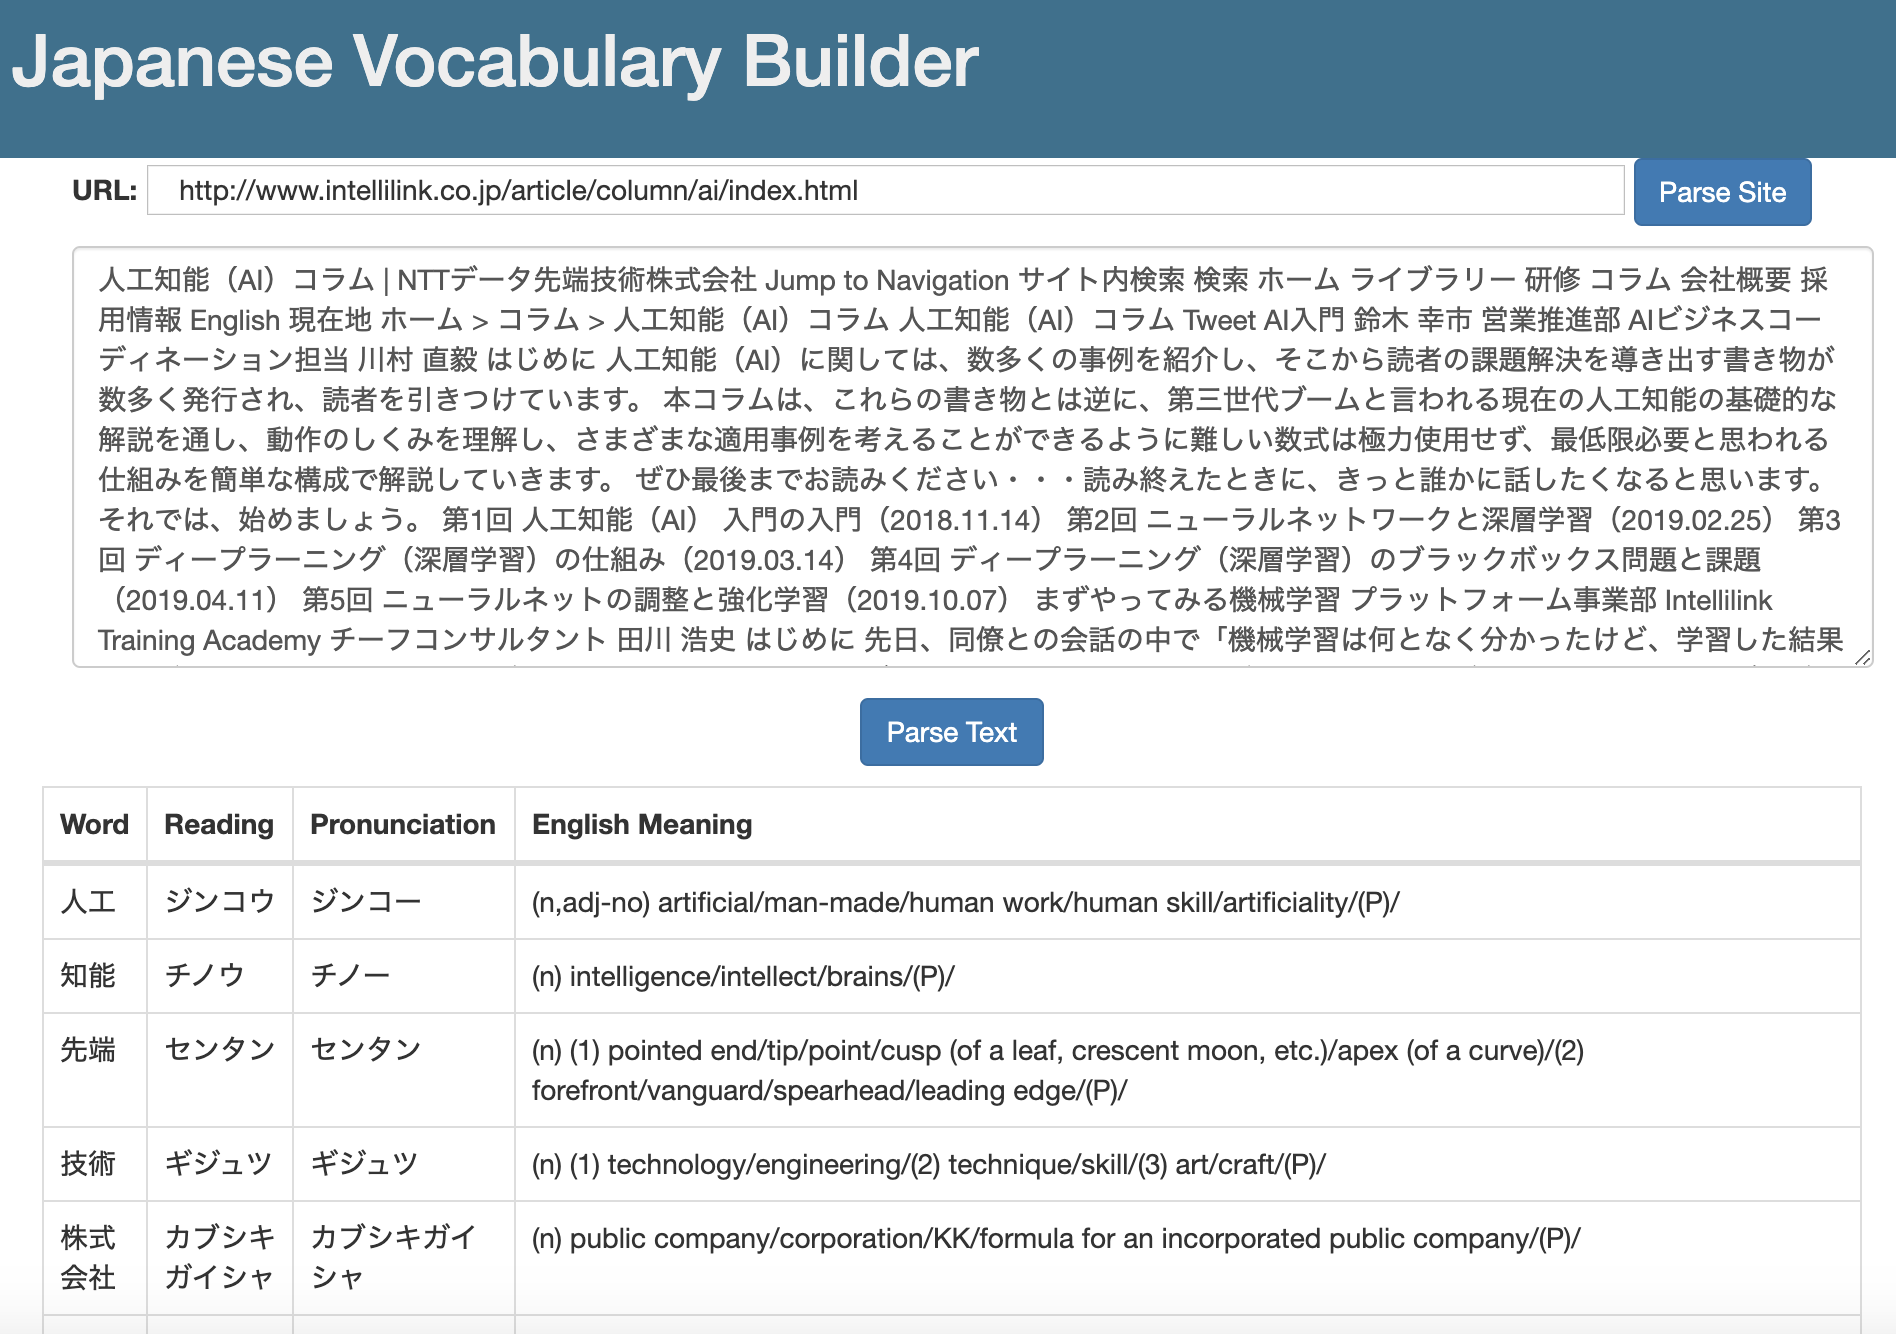 Japanese Vocabulary Builder
URL: http://www.intellilink.co.jp/article/column/ai/index.html Parse Site
人工知能（AI）コラム | NTTデータ先端技術株式会社 Jump to Navigation サイト内検索 検索 ホーム ライブラリー 研修 コラム 会社概要 採
用情報 English 現在地 ホーム > コラム > 人工知能（AI）コラム 人工知能（AI）コラム Tweet AI入門 鈴木 幸市 営業推進部 AIビジネスコー
ディネーション担当 川村 直毅 はじめに 人工知能（AI）に関しては、数多くの事例を紹介し、そこから読者の課題解決を導き出す書き物が
数多く発行され、読者を引きつけています。 本コラムは、これらの書き物とは逆に、第三世代ブームと言われる現在の人工知能の基礎的な
解説を通し、動作のしくみを理解し、さまざまな適用事例を考えることができるように難しい数式は極力使用せず、最低限必要と思われる
仕組みを簡単な構成で解説していきます。 ぜひ最後までお読みください・・・読み終えたときに、きっと誰かに話したくなると思います。
それでは、始めましょう。 第1回 人工知能（AI） 入門の入門（2018.11.14） 第2回 ニューラルネットワークと深層学習（2019.02.25） 第3
回 ディープラーニング（深層学習）の仕組み（2019.03.14） 第4回 ディープラーニング（深層学習）のブラックボックス問題と課題
（2019.04.11） 第5回 ニューラルネットの調整と強化学習（2019.10.07） まずやってみる機械学習 プラットフォーム事業部 Intellilink
Training Academy チーフコンサルタント 田川 浩史 はじめに 先日、同僚との会話の中で「機械学習は何となく分かったけど、学習した結果
Parse Text
Word Reading Pronunciation English Meaning
人工 ジンコウ ジンコー (n,adj-no) artificial/man-made/human work/human skill/artificiality/(P)/
知能 チノウ チノー (n) intelligence/intellect/brains/(P)/
先端 センタン センタン (n) (1) pointed end/tip/point/cusp (of a leaf, crescent moon, etc.)/apex (of a curve)/(2)
forefront/vanguard/spearhead/leading edge/(P)/
技術 ギジュツ ギジュツ (n) (1) technology/engineering/(2) technique/skill/(3) art/craft/(P)/
株式 カブシキ カブシキガイ (n) public company/corporation/KK/formula for an incorporated public company/(P)/
会社 ガイシャ シャ